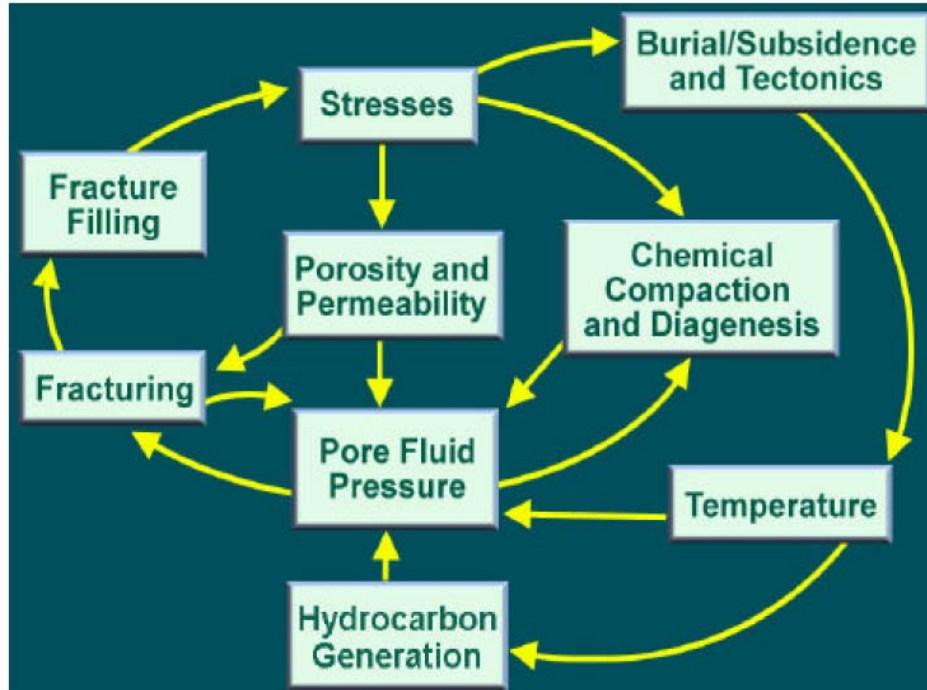 Burial/Subsidence
and Tectonics
Stresses
Fracture
Filling
Porosity and
Permeability
Chemical
Compaction
and Diagenesis
Fracturing
Pore Fluid
Pressure
Temperature
Hydrocarbon
Generation